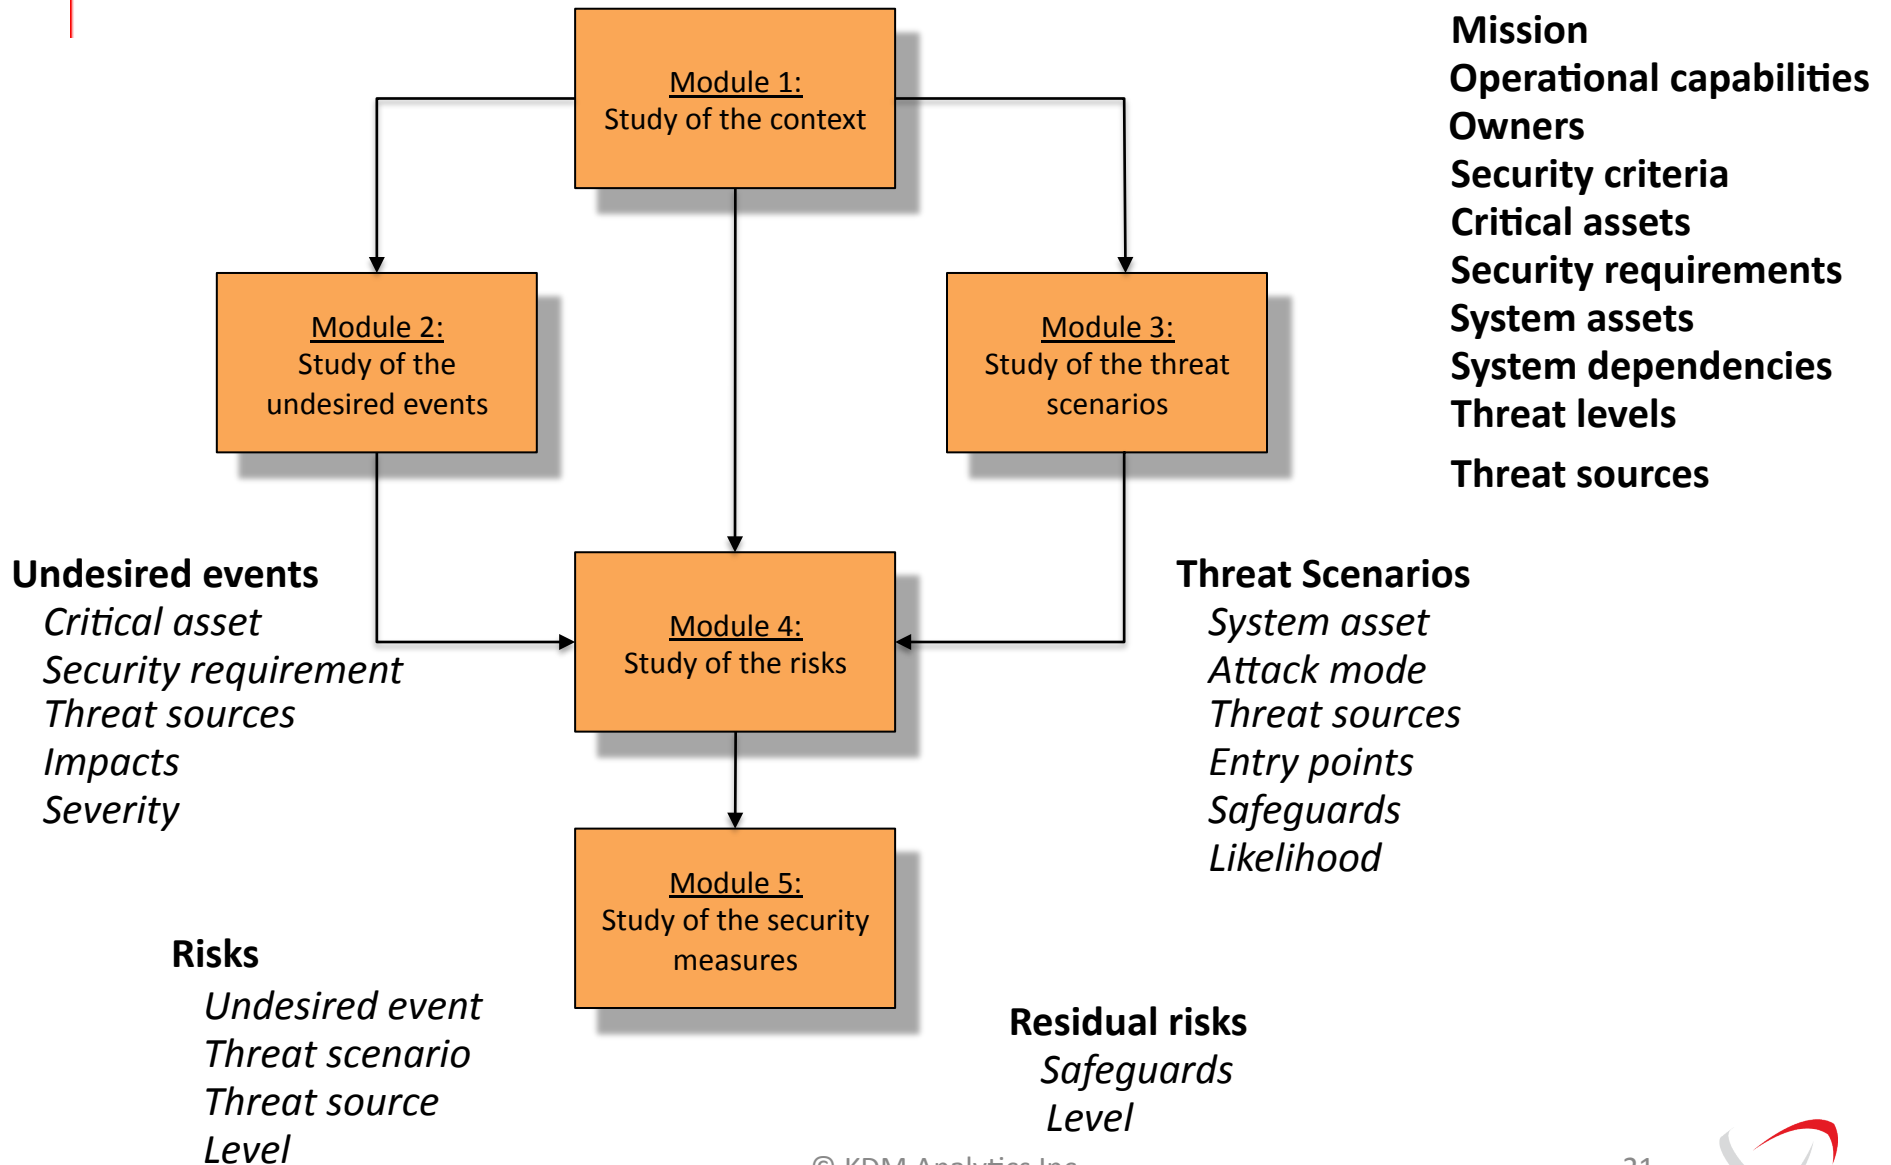 Module 1:
Study of the context
Mission
Operational capabilities
Owners
Security criteria
Critical assets
Security requirements
System assets
System dependencies
Threat levels
Threat sources
Module 2:
Study of the
undesired events
Module 3:
Study of the threat
scenarios
Undesired events
Critical asset
Security requirement
Threat sources
Impacts
Severity
Module 4:
Study of the risks
Threat Scenarios
System asset
Attack mode
Threat sources
Entry points
Safeguards
Likelihood
Module 5:
Study of the security
measures
Risks
Undesired event
Threat scenario
Threat source
Level
Residual risks
Safeguards
Level
© KDM Analytics Inc
21